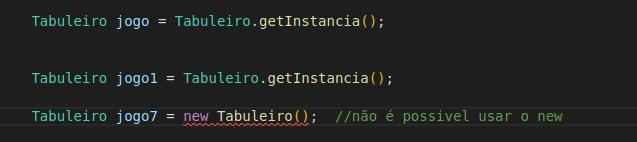 Tabuleiro jogo = Tabuleiro.getInstancia();
Tabuleiro jogo1 = Tabuleiro.getInstancia();
Tabuleiro jogo7 = new Tabuleiro();  //não é possivel usar o new